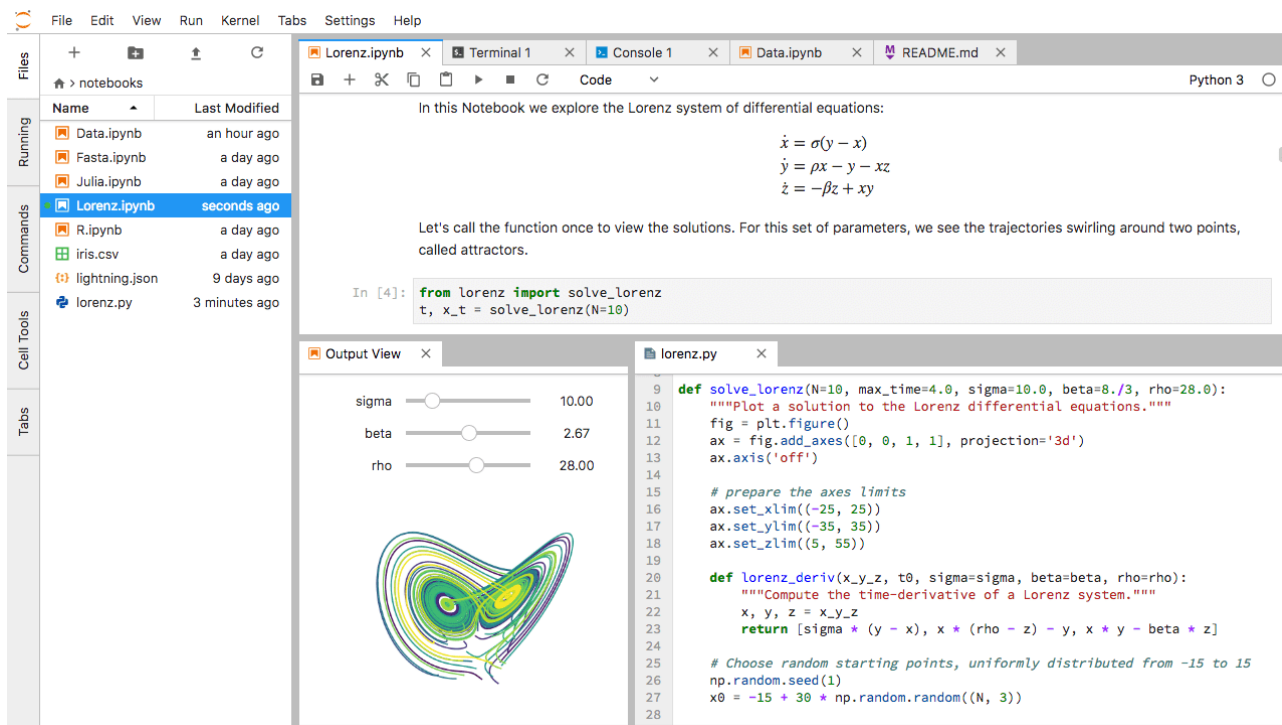 File Edit View Run Kernel Tabs Settings Help
Files
Running
Commands
Cell Tools
Tabs
> notebooks
Name Last Modified
Data.ipynb an hour ago
Fasta.ipynb a day ago
Julia.ipynb a day ago
Lorenz.ipynb seconds ago
R.ipynb a day ago
iris.csv a day ago
lightning.json 9 days ago
lorenz.py 3 minutes ago
Lorenz.ipynb Terminal 1 Console 1 Data.ipynb README.md
Code Python 3
In this Notebook we explore the Lorenz system of differential equations:
ẋ = σ(y − x)
ẏ = ρx − y − xz
ż = −βz + xy
Let's call the function once to view the solutions. For this set of parameters, we see the trajectories swirling around two points,
called attractors.
In [4]: from lorenz import solve_lorenz
t, x_t = solve_lorenz(N=10)
Output View
sigma 10.00
beta 2.67
rho 28.00
lorenz.py
9 def solve_lorenz(N=10, max_time=4.0, sigma=10.0, beta=8./3, rho=28.0):
10     """Plot a solution to the Lorenz differential equations."""
11     fig = plt.figure()
12     ax = fig.add_axes([0, 0, 1, 1], projection='3d')
13     ax.axis('off')
14
15     # prepare the axes limits
16     ax.set_xlim((-25, 25))
17     ax.set_ylim((-35, 35))
18     ax.set_zlim((5, 55))
19
20     def lorenz_deriv(x_y_z, t0, sigma=sigma, beta=beta, rho=rho):
21         """Compute the time-derivative of a Lorenz system."""
22         x, y, z = x_y_z
23         return [sigma * (y - x), x * (rho - z) - y, x * y - beta * z]
24
25     # Choose random starting points, uniformly distributed from -15 to 15
26     np.random.seed(1)
27     x0 = -15 + 30 * np.random.random((N, 3))
28